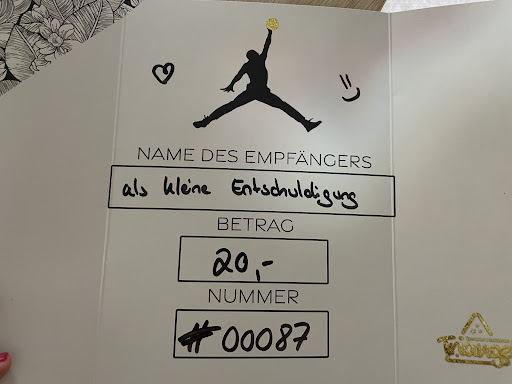 NAME DES EMPFÄNGERS
als kleine Entschuldigung
BETRAG
20,-
NUMMER
#00087